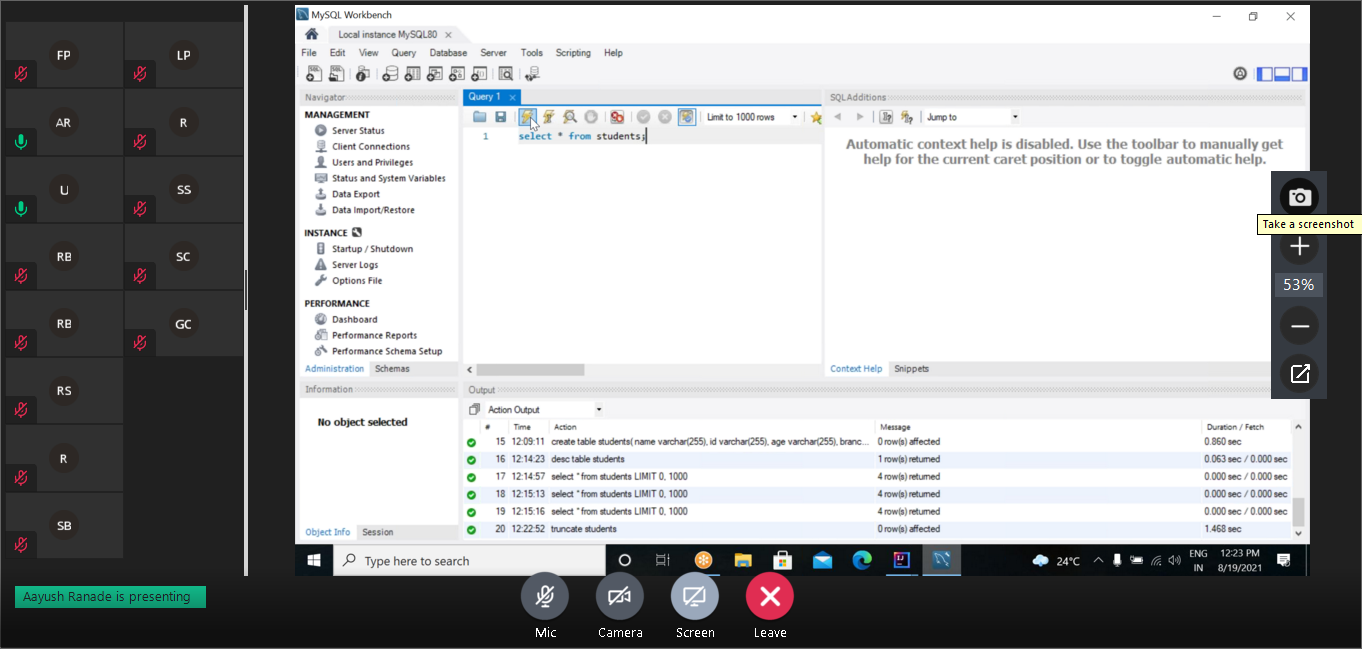 FP
LP
AR
R
U
SS
RB
SC
RB
GC
RS
R
SB
Aayush Ranade is presenting
MySQL Workbench
Local instance MySQL80
File Edit View Query Database Server Tools Scripting Help
Navigator
MANAGEMENT
Server Status
Client Connections
Users and Privileges
Status and System Variables
Data Export
Data Import/Restore
INSTANCE
Startup / Shutdown
Server Logs
Options File
PERFORMANCE
Dashboard
Performance Reports
Performance Schema Setup
Administration Schemas
Information
No object selected
Object Info Session
Query 1
Limit to 1000 rows
1 select * from students;
SQLAdditions
Jump to
Automatic context help is disabled. Use the toolbar to manually get
help for the current caret position or to toggle automatic help.
Context Help Snippets
Output
Action Output
# Time Action Message Duration / Fetch
15 12:09:11 create table students( name varchar(255), id varchar(255), age varchar(255), branc... 0 row(s) affected 0.860 sec
16 12:14:23 desc table students 1 row(s) returned 0.063 sec / 0.000 sec
17 12:14:57 select * from students LIMIT 0, 1000 4 row(s) returned 0.000 sec / 0.000 sec
18 12:15:13 select * from students LIMIT 0, 1000 4 row(s) returned 0.000 sec / 0.000 sec
19 12:15:16 select * from students LIMIT 0, 1000 4 row(s) returned 0.000 sec / 0.000 sec
20 12:22:52 truncate students 0 row(s) affected 1.468 sec
Take a screenshot
53%
Type here to search
24°C
ENG
IN
12:23 PM
8/19/2021
Mic Camera Screen Leave